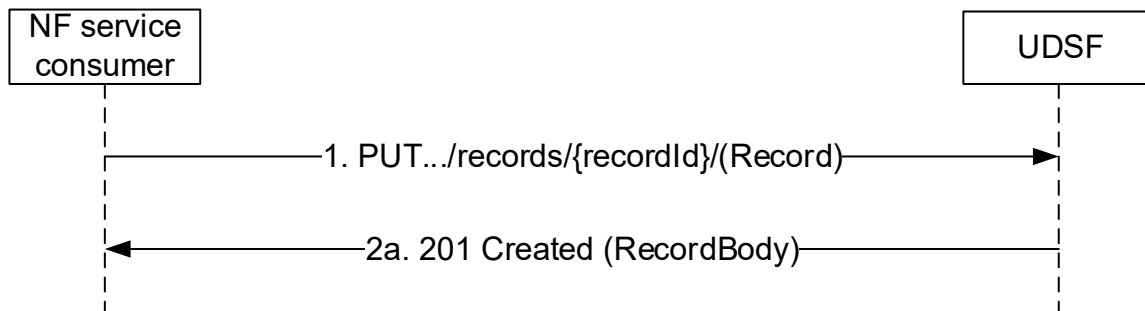 NF service
consumer
UDSF
1. PUT.../records/{recordId}/(Record)
2a. 201 Created (RecordBody)